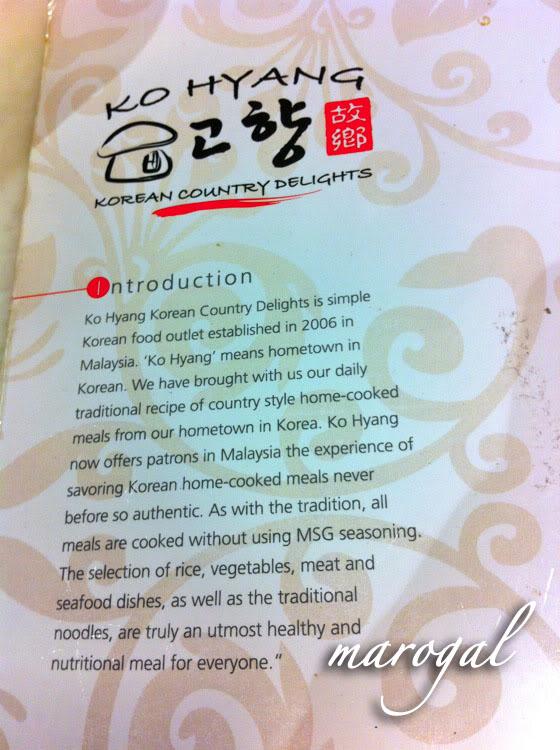 KO HYANG
고향 故鄉
KOREAN COUNTRY DELIGHTS
Introduction
Ko Hyang Korean Country Delights is simple
Korean food outlet established in 2006 in
Malaysia. ‘Ko Hyang’ means hometown in
Korean. We have brought with us our daily
traditional recipe of country style home-cooked
meals from our hometown in Korea. Ko Hyang
now offers patrons in Malaysia the experience of
savoring Korean home-cooked meals never
before so authentic. As with the tradition, all
meals are cooked without using MSG seasoning.
The selection of rice, vegetables, meat and
seafood dishes, as well as the traditional
noodles, are truly an utmost healthy and
nutritional meal for everyone.”
marogal